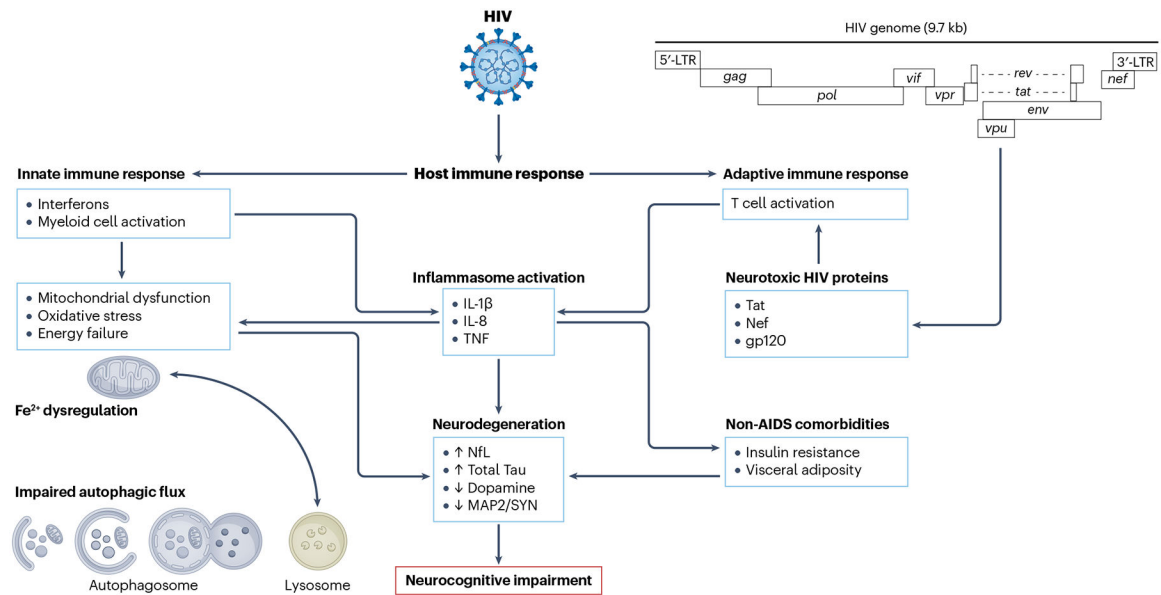 HIV
HIV genome (9.7 kb)
5′-LTR
gag
pol
vif
vpr
rev
tat
env
vpu
3′-LTR
nef
Innate immune response
Host immune response
Adaptive immune response
• Interferons
• Myeloid cell activation
T cell activation
Inflammasome activation
Neurotoxic HIV proteins
• Mitochondrial dysfunction
• Oxidative stress
• Energy failure
• IL-1β
• IL-8
• TNF
• Tat
• Nef
• gp120
Fe²⁺ dysregulation
Neurodegeneration
Non-AIDS comorbidities
• ↑ NfL
• ↑ Total Tau
• ↓ Dopamine
• ↓ MAP2/SYN
• Insulin resistance
• Visceral adiposity
Impaired autophagic flux
Autophagosome
Lysosome
Neurocognitive impairment